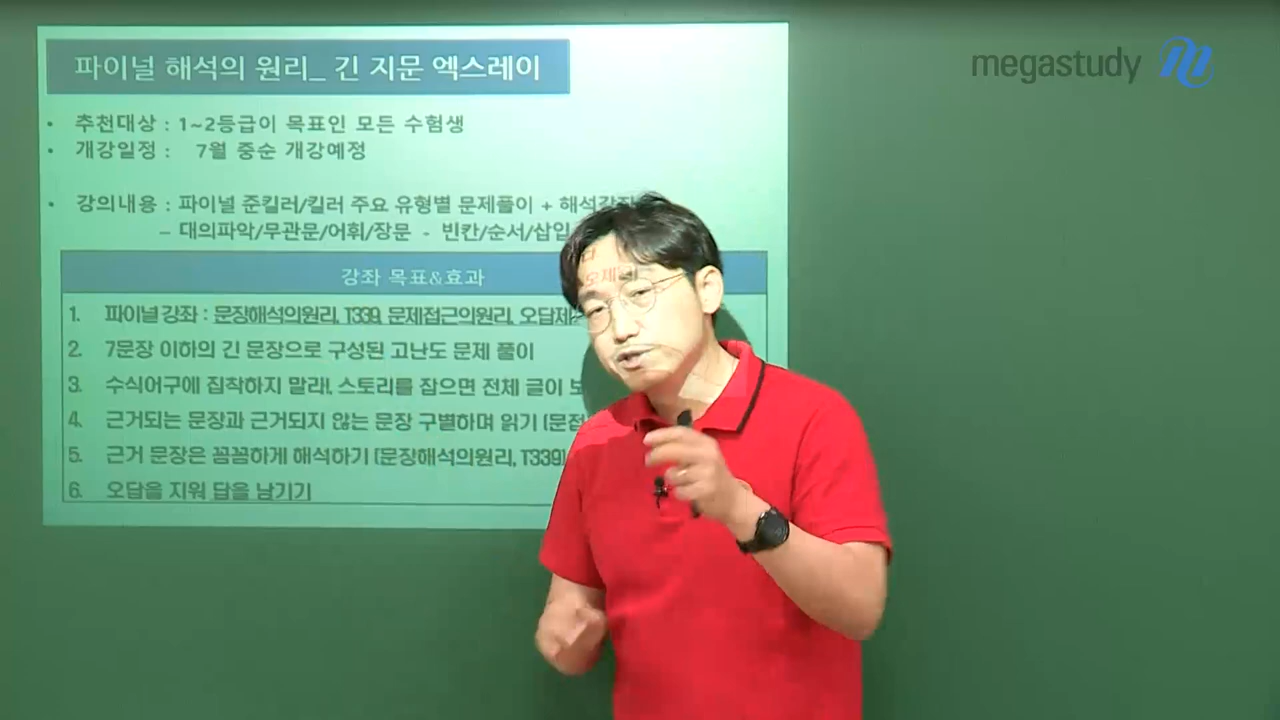 megastudy
파이널 해석의 원리_ 긴 지문 엑스레이
• 추천대상 : 1~2등급이 목표인 모든 수험생
• 개강일정 : 7월 중순 개강예정
• 강의내용 : 파이널 준킬러/킬러 주요 유형별 문제풀이 + 해석강좌
– 대의파악/무관문/어휘/장문 - 빈칸/순서/삽입
강좌 목표&효과
1. 파이널 강좌 : 문장해석의원리, T339, 문제접근의원리, 오답제
2. 7문장 이하의 긴 문장으로 구성된 고난도 문제 풀이
3. 수식어구에 집착하지 말라!, 스토리를 잡으면 전체 글이
4. 근거되는 문장과 근거되지 않는 문장 구별하며 읽기 (문접
5. 근거 문장은 꼼꼼하게 해석하기 (문장해석의원리, T339)
6. 오답을 지워 답을 남기기